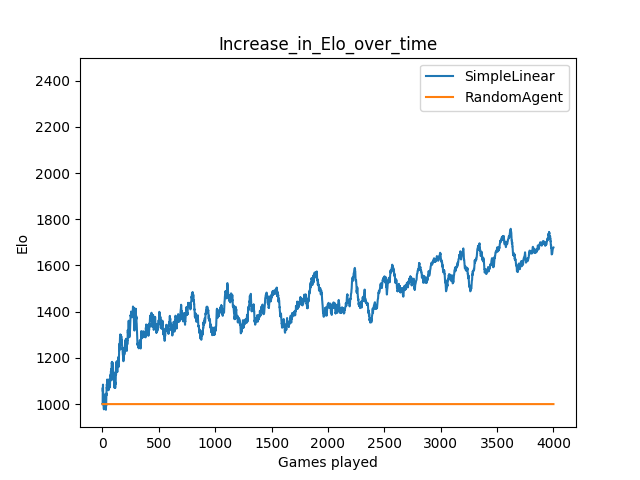 Increase_in_Elo_over_time
SimpleLinear
RandomAgent
2400
2200
2000
1800
1600
1400
1200
1000
Elo
0 500 1000 1500 2000 2500 3000 3500 4000
Games played